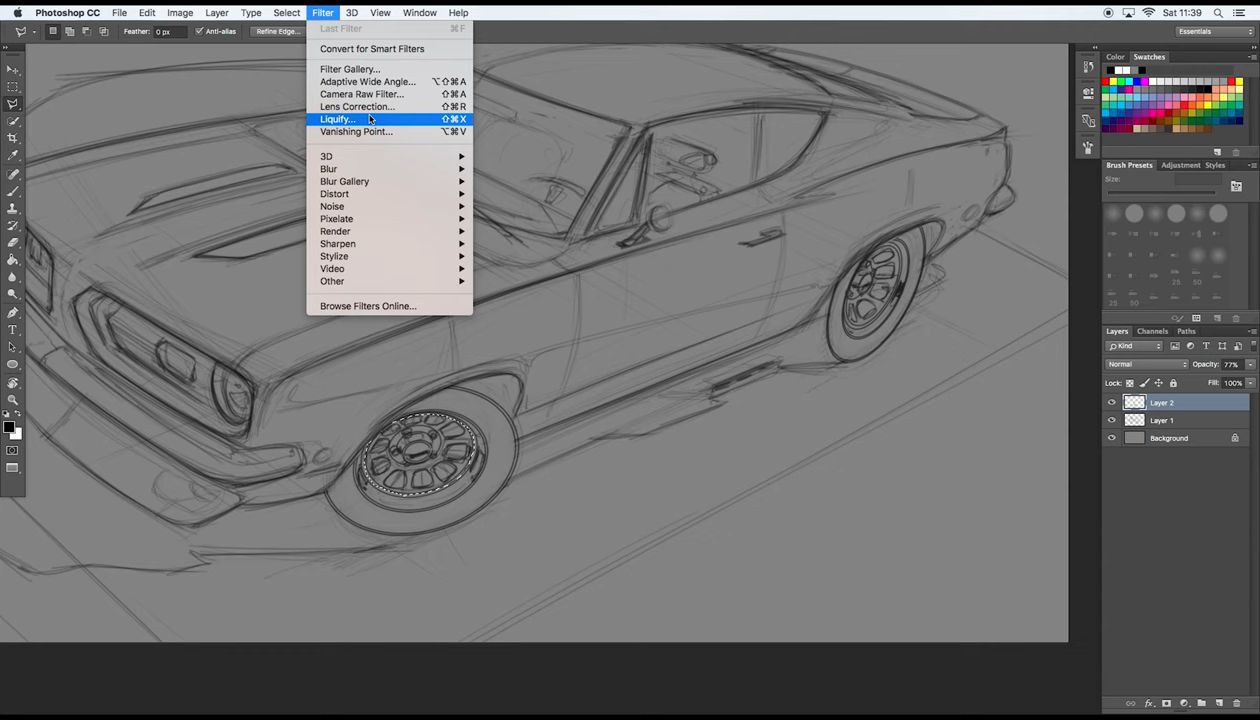 Photoshop CC File Edit Image Layer Type Select Filter 3D View Window Help Sat 11:39
Feather: 0 px Anti-alias Refine Edge... Essentials
Last Filter ⌘F
Convert for Smart Filters
Filter Gallery...
Adaptive Wide Angle... ⌥⇧⌘A
Camera Raw Filter... ⇧⌘A
Lens Correction... ⇧⌘R
Liquify... ⇧⌘X
Vanishing Point... ⌥⌘V
3D
Blur
Blur Gallery
Distort
Noise
Pixelate
Render
Sharpen
Stylize
Video
Other
Browse Filters Online...
Color Swatches
Brush Presets Adjustment Styles
Size:
25 50
25 50
Layers Channels Paths
Kind
Normal Opacity: 77%
Lock: Fill: 100%
Layer 2
Layer 1
Background